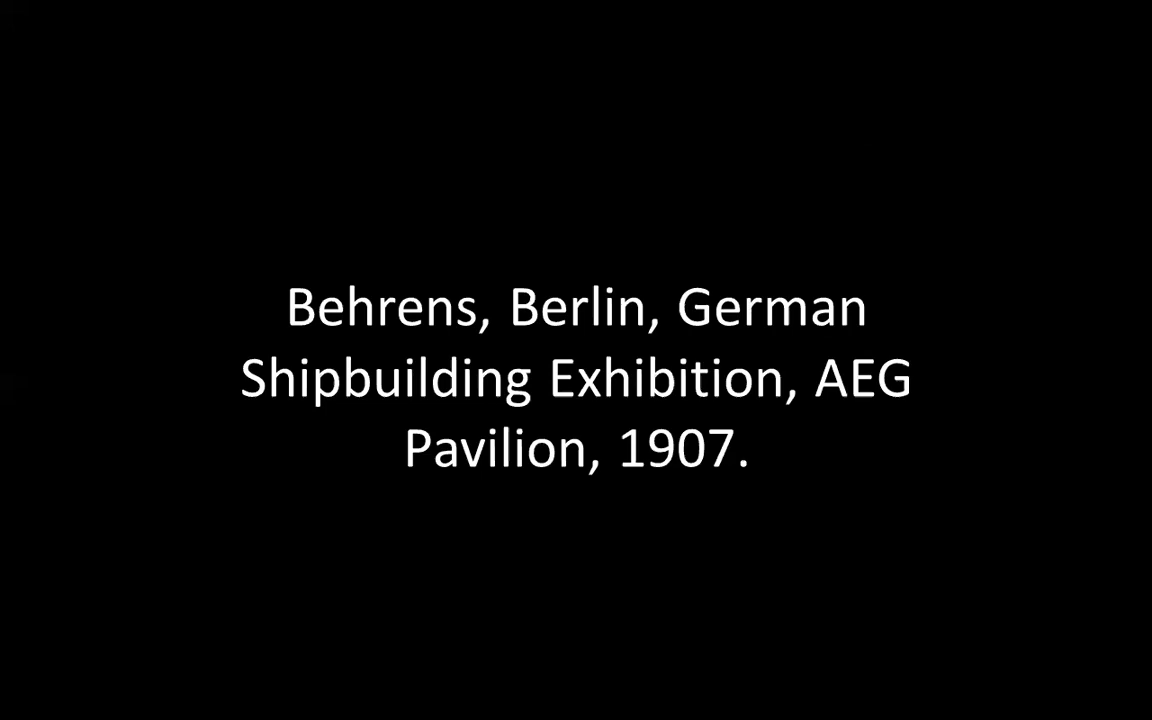 Behrens, Berlin, German
Shipbuilding Exhibition, AEG
Pavilion, 1907.